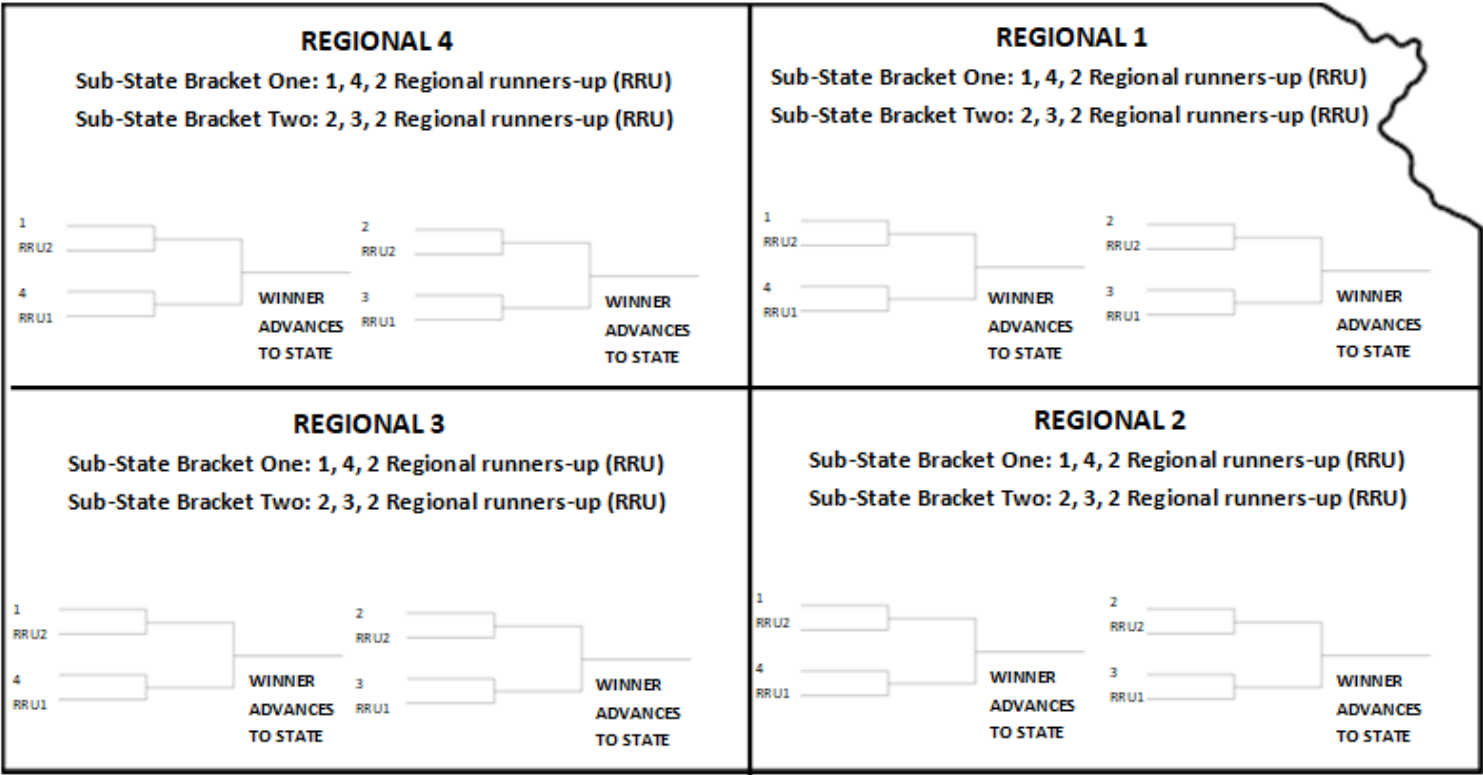 REGIONAL 4
Sub-State Bracket One: 1, 4, 2 Regional runners-up (RRU)
Sub-State Bracket Two: 2, 3, 2 Regional runners-up (RRU)
1
RRU2
4
RRU1
WINNER
ADVANCES
TO STATE
2
RRU2
3
RRU1
WINNER
ADVANCES
TO STATE
REGIONAL 1
Sub-State Bracket One: 1, 4, 2 Regional runners-up (RRU)
Sub-State Bracket Two: 2, 3, 2 Regional runners-up (RRU)
1
RRU2
4
RRU1
WINNER
ADVANCES
TO STATE
2
RRU2
3
RRU1
WINNER
ADVANCES
TO STATE
REGIONAL 3
Sub-State Bracket One: 1, 4, 2 Regional runners-up (RRU)
Sub-State Bracket Two: 2, 3, 2 Regional runners-up (RRU)
1
RRU2
4
RRU1
WINNER
ADVANCES
TO STATE
2
RRU2
3
RRU1
WINNER
ADVANCES
TO STATE
REGIONAL 2
Sub-State Bracket One: 1, 4, 2 Regional runners-up (RRU)
Sub-State Bracket Two: 2, 3, 2 Regional runners-up (RRU)
1
RRU2
4
RRU1
WINNER
ADVANCES
TO STATE
2
RRU2
3
RRU1
WINNER
ADVANCES
TO STATE